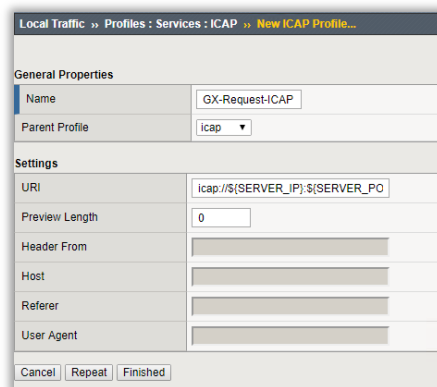 Local Traffic ›› Profiles : Services : ICAP ›› New ICAP Profile...
General Properties
Name GX-Request-ICAP
Parent Profile icap
Settings
URI icap://${SERVER_IP}:${SERVER_PO
Preview Length 0
Header From
Host
Referer
User Agent
Cancel Repeat Finished